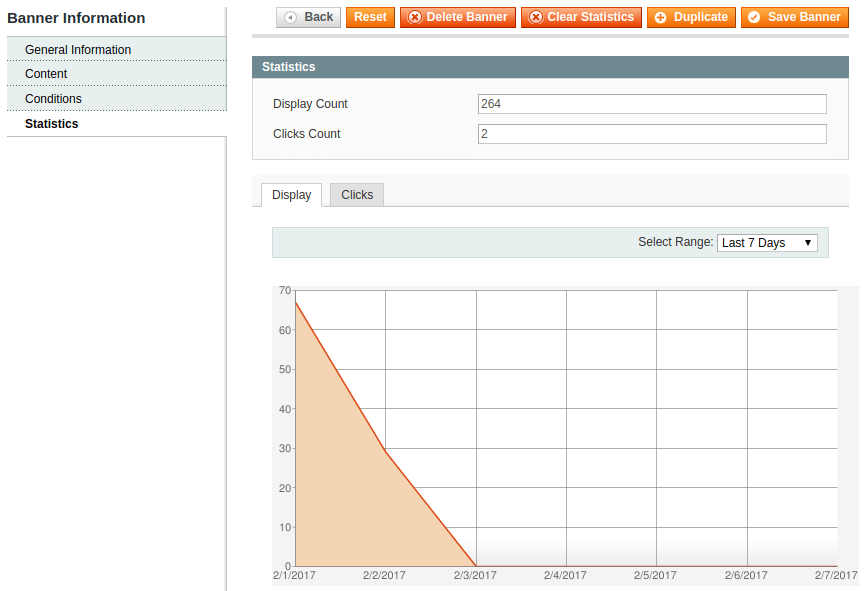 Banner Information
General Information
Content
Conditions
Statistics
Back Reset Delete Banner Clear Statistics Duplicate Save Banner
Statistics
Display Count 264
Clicks Count 2
Display Clicks
Select Range: Last 7 Days
70
60
50
40
30
20
10
0
2/1/2017 2/2/2017 2/3/2017 2/4/2017 2/5/2017 2/6/2017 2/7/2017